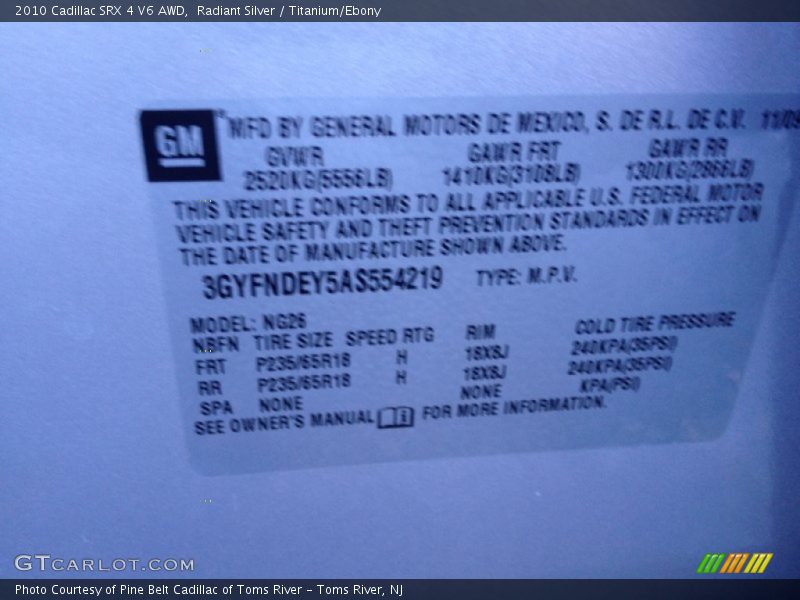 2010 Cadillac SRX 4 V6 AWD,  Radiant Silver / Titanium/Ebony
GM MFD BY GENERAL MOTORS DE MEXICO, S. DE R.L. DE C.V. 11/09
GVWR GAWR FRT GAWR RR
2520KG(5556LB) 1410KG(3108LB) 1300KG(2866LB)
THIS VEHICLE CONFORMS TO ALL APPLICABLE U.S. FEDERAL MOTOR
VEHICLE SAFETY AND THEFT PREVENTION STANDARDS IN EFFECT ON
THE DATE OF MANUFACTURE SHOWN ABOVE.
3GYFNDEY5AS554219 TYPE: M.P.V.
MODEL: NG26
NBFN TIRE SIZE SPEED RTG RIM COLD TIRE PRESSURE
FRT P235/65R18 H 18X8J 240KPA(35PSI)
RR P235/65R18 H 18X8J 240KPA(35PSI)
SPA NONE NONE KPA(PSI)
SEE OWNER'S MANUAL FOR MORE INFORMATION.
GTCARLOT.COM
Photo Courtesy of Pine Belt Cadillac of Toms River – Toms River, NJ